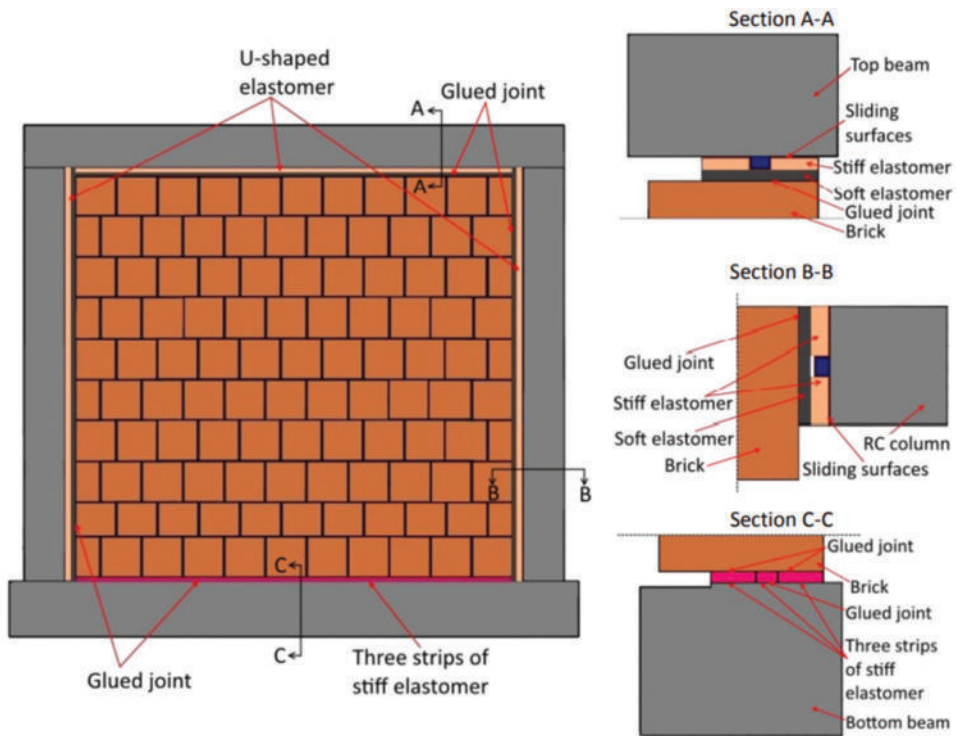 U-shaped
elastomer
Glued joint
A
A
B
B
C
C
Glued joint
Three strips of
stiff elastomer
Section A-A
Top beam
Sliding
surfaces
Stiff elastomer
Soft elastomer
Glued joint
Brick
Section B-B
Glued joint
Stiff elastomer
Soft elastomer
Brick
RC column
Sliding surfaces
Section C-C
Glued joint
Brick
Glued joint
Three strips
of stiff
elastomer
Bottom beam